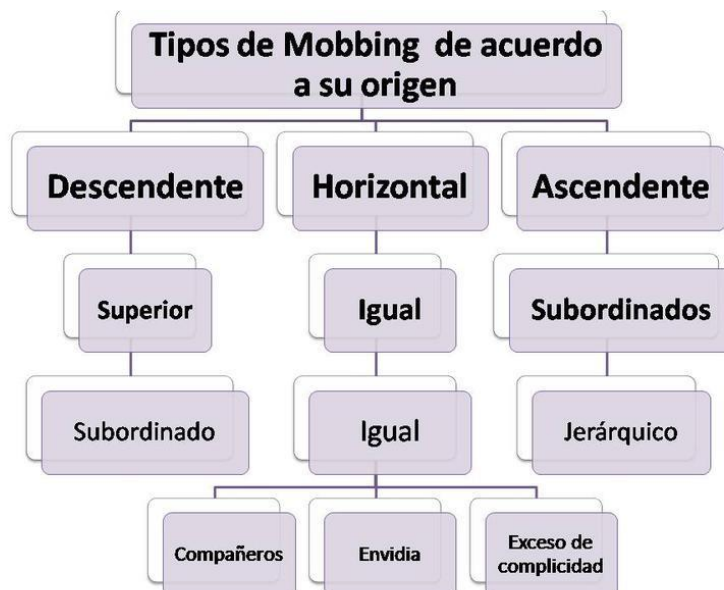 Tipos de Mobbing de acuerdo
a su origen
Descendente
Horizontal
Ascendente
Superior
Igual
Subordinados
Subordinado
Igual
Jerárquico
Compañeros
Envidia
Exceso de
complicidad